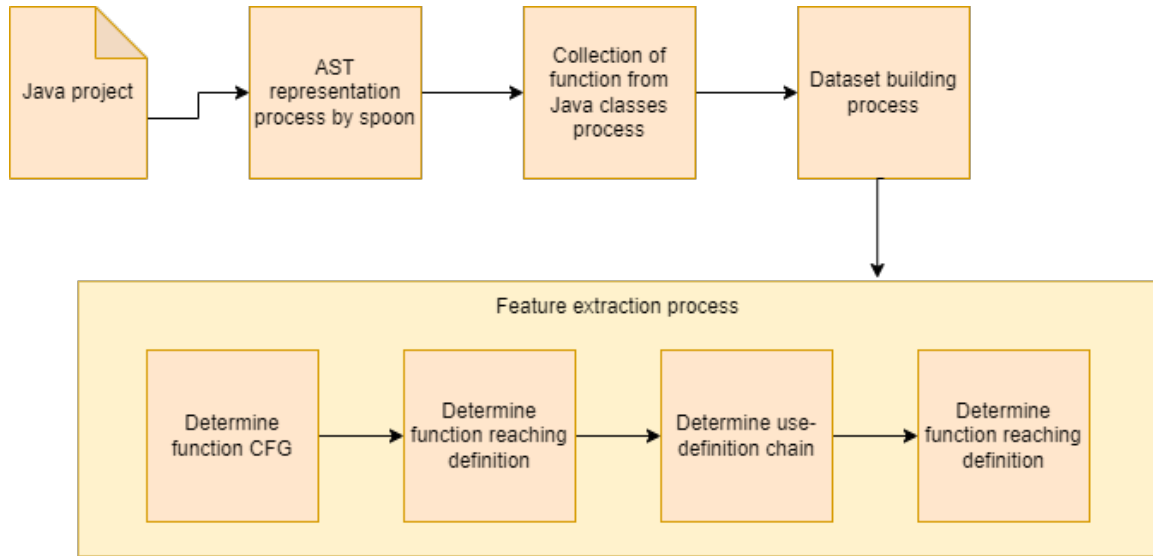 Java project
AST
representation
process by spoon
Collection of
function from
Java classes
process
Dataset building
process
Feature extraction process
Determine
function CFG
Determine
function reaching
definition
Determine use-
definition chain
Determine
function reaching
definition